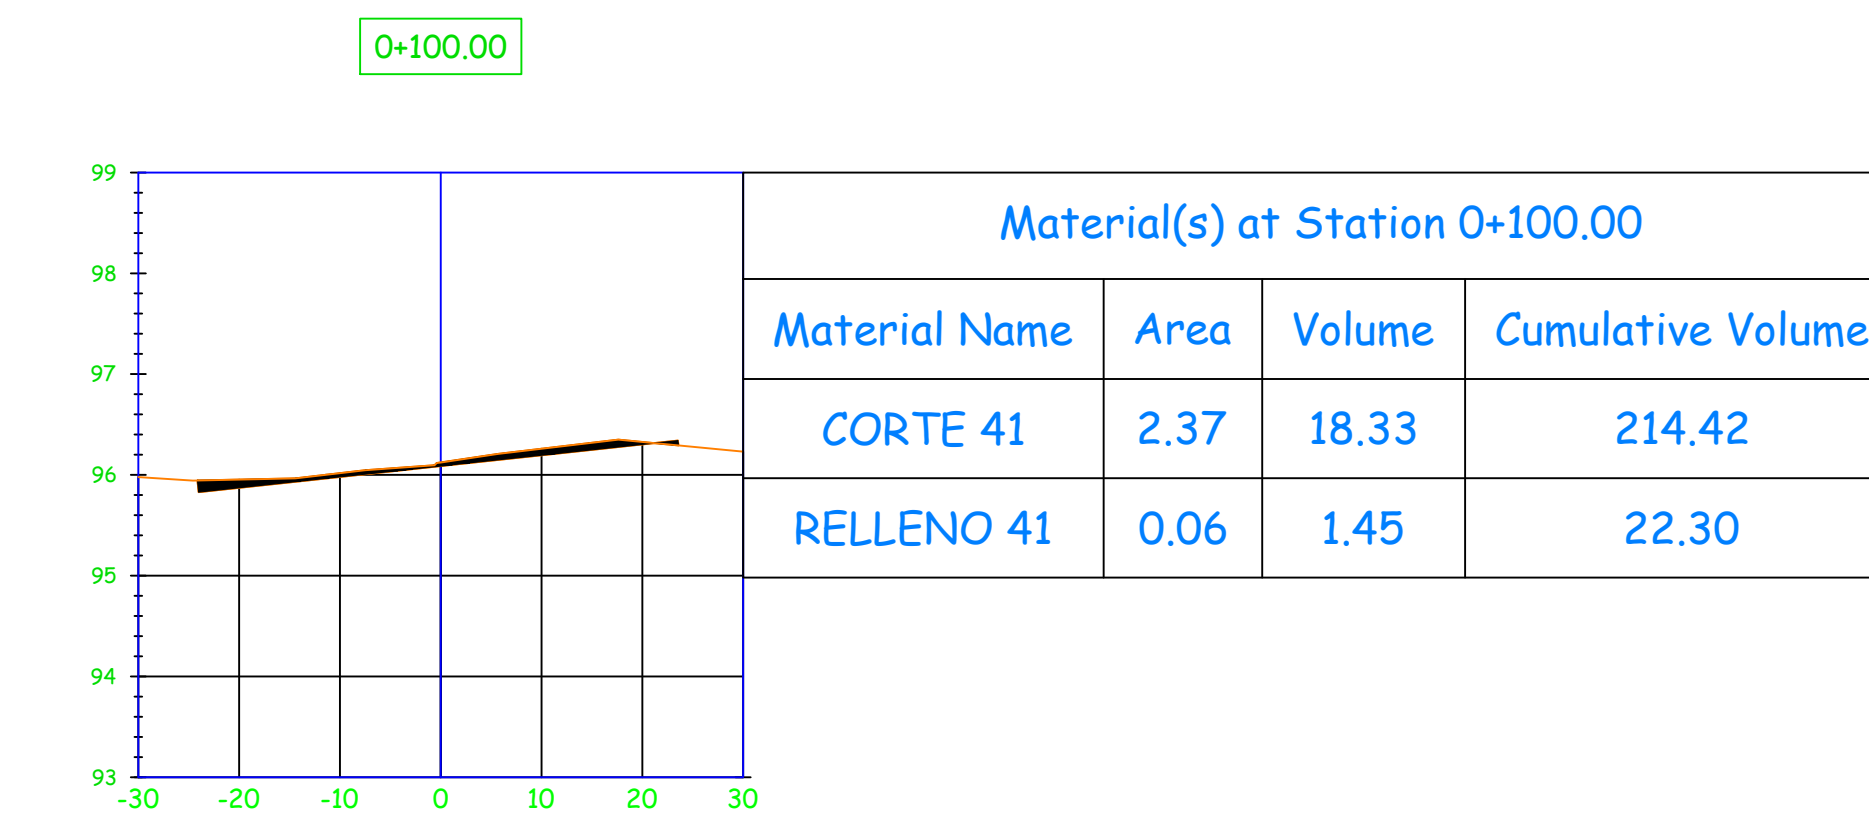 0+100.00
99
98
97
96
95
94
93
-30 -20 -10 0 10 20 30
Material(s) at Station 0+100.00
Material Name Area Volume Cumulative Volume
CORTE 41 2.37 18.33 214.42
RELLENO 41 0.06 1.45 22.30